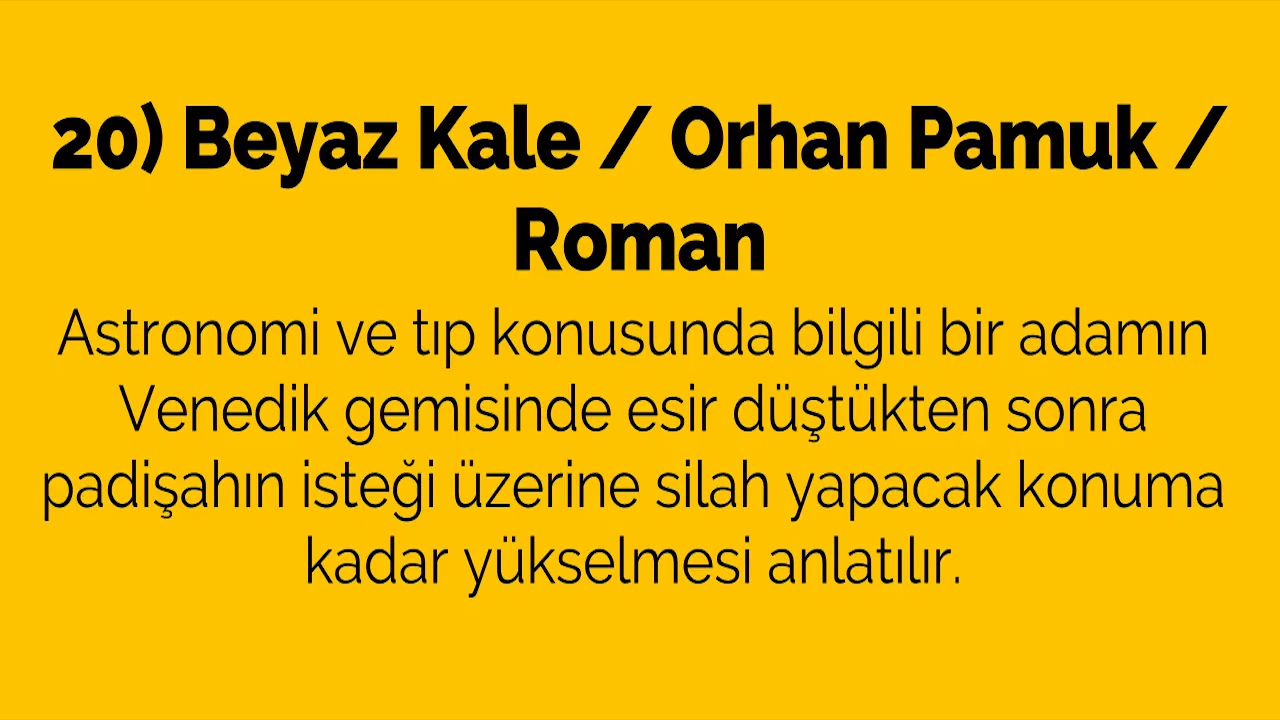 20) Beyaz Kale / Orhan Pamuk /
Roman
Astronomi ve tıp konusunda bilgili bir adamın
Venedik gemisinde esir düştükten sonra
padişahın isteği üzerine silah yapacak konuma
kadar yükselmesi anlatılır.